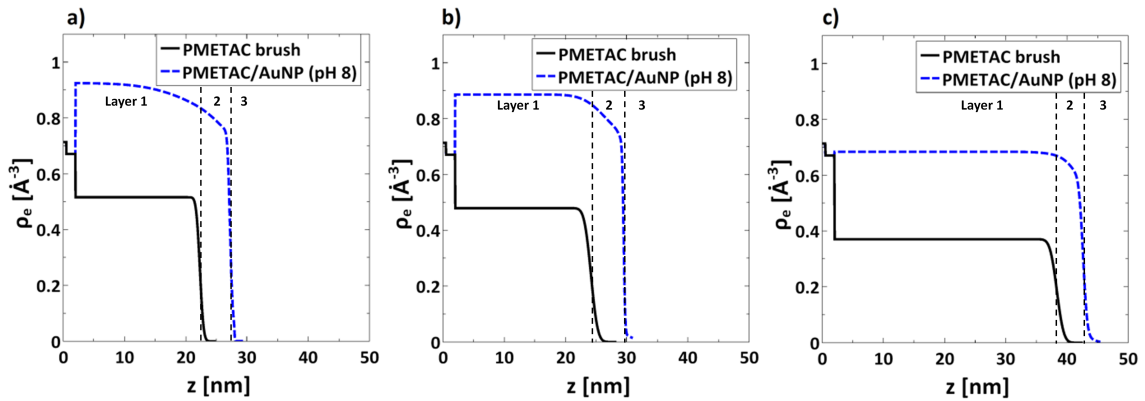 a)
PMETAC brush
PMETAC/AuNP (pH 8)
Layer 1
2
3
1
0.8
0.6
0.4
0.2
0
ρe [Å-3]
0
10
20
30
40
50
z [nm]
b)
PMETAC brush
PMETAC/AuNP (pH 8)
Layer 1
2
3
1
0.8
0.6
0.4
0.2
0
ρe [Å-3]
0
10
20
30
40
50
z [nm]
c)
PMETAC brush
PMETAC/AuNP (pH 8)
Layer 1
2
3
1
0.8
0.6
0.4
0.2
0
ρe [Å-3]
0
10
20
30
40
50
z [nm]